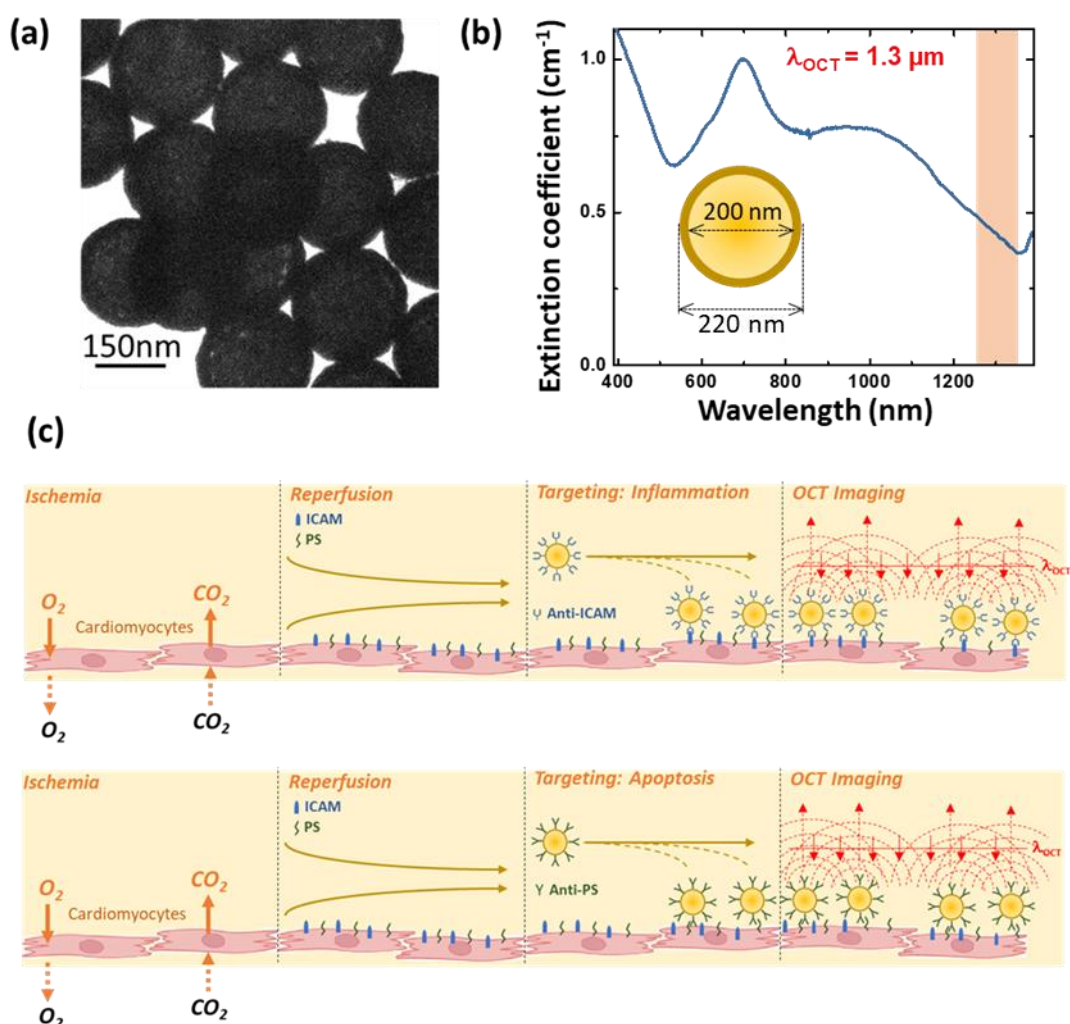 (a)
150nm
(b)
Extinction coefficient (cm⁻¹)
1.0
0.5
0.0
λOCT = 1.3 μm
200 nm
220 nm
400 600 800 1000 1200
Wavelength (nm)
(c)
Ischemia
O₂
CO₂
Cardiomyocytes
O₂
CO₂
Reperfusion
ICAM
PS
Targeting: Inflammation
Anti-ICAM
OCT Imaging
λOCT
Ischemia
O₂
CO₂
Cardiomyocytes
O₂
CO₂
Reperfusion
ICAM
PS
Targeting: Apoptosis
Anti-PS
OCT Imaging
λOCT